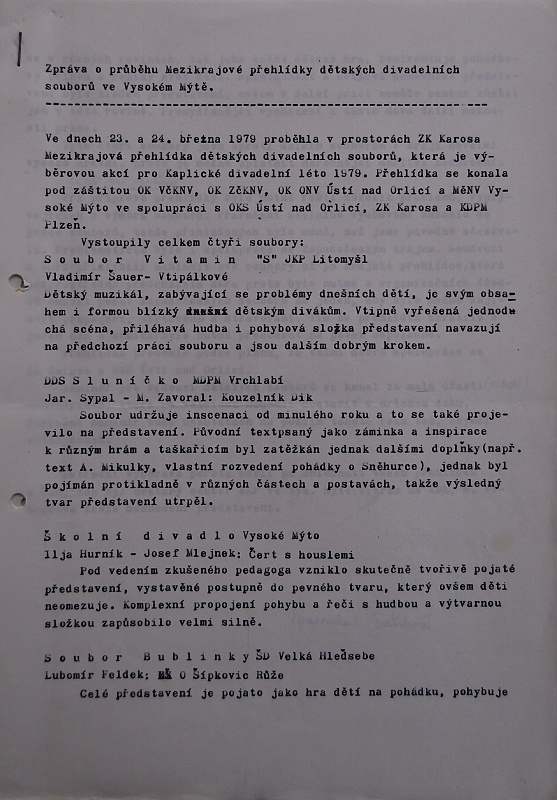 Zpráva o průběhu Mezikrajové přehlídky dětských divadelních
souborů ve Vysokém Mýtě.
Ve dnech 23. a 24. března 1979 proběhla v prostorách ZK Karosa
Mezikrajová přehlídka dětských divadelních souborů, která je vý-
běrovou akcí pro Kaplické divadelní léto 1979. Přehlídka se konala
pod záštitou OK VčKNV, OK ZčKNV, OK ONV Ústí nad Orlicí a MěNV Vy-
soké Mýto ve spolupráci s OKS Ústí nad Orlicí, ZK Karosa a KDPM
Plzeň.
Vystoupily celkem čtyři soubory:
S o u b o r   V i t a m i n  "S" JKP Litomyšl
Vladimír Šauer- Vtipálkové
Dětský muzikál, zabývající se problémy dnešních dětí, je svým obsa-
hem i formou blízký dětským divákům. Vtipně vyřešená jednodu
chá scéna, přiléhavá hudba i pohybová složka představení navazují
na předchozí práci souboru a jsou dalším dobrým krokem.
DDS S l u n í č k o  MDPM Vrchlabí
Jar. Sypal - M. Zavoral: Kouzelník Dik
Soubor udržuje inscenaci od minulého roku a to se také proje-
vilo na představení. Původní textpsaný jako záminka a inspirace
k různým hrám a taškařicím byl zatěžkán jednak dalšími doplňky(např.
text A. Mikulky, vlastní rozvedení pohádky o Sněhurce), jednak byl
pojímán protikladně v různých částech a postavách, takže výsledný
tvar představení utrpěl.
Š k o l n í   d i v a d l o Vysoké Mýto
Ilja Hurník - Josef Mlejnek: Čert s houslemi
Pod vedením zkušeného pedagoga vzniklo skutečně tvořivě pojaté
představení, vystavěné postupně do pevného tvaru, který ovšem děti
neomezuje. Komplexní propojení pohybu a řeči s hudbou a výtvarnou
složkou zapůsobilo velmi silně.
S o u b o r   B u b l i n k y ŠD Velká Hleďsebe
Lubomír Feldek: O Šípkovic Růže
Celé představení je pojato jako hra dětí na pohádku, pohybuje